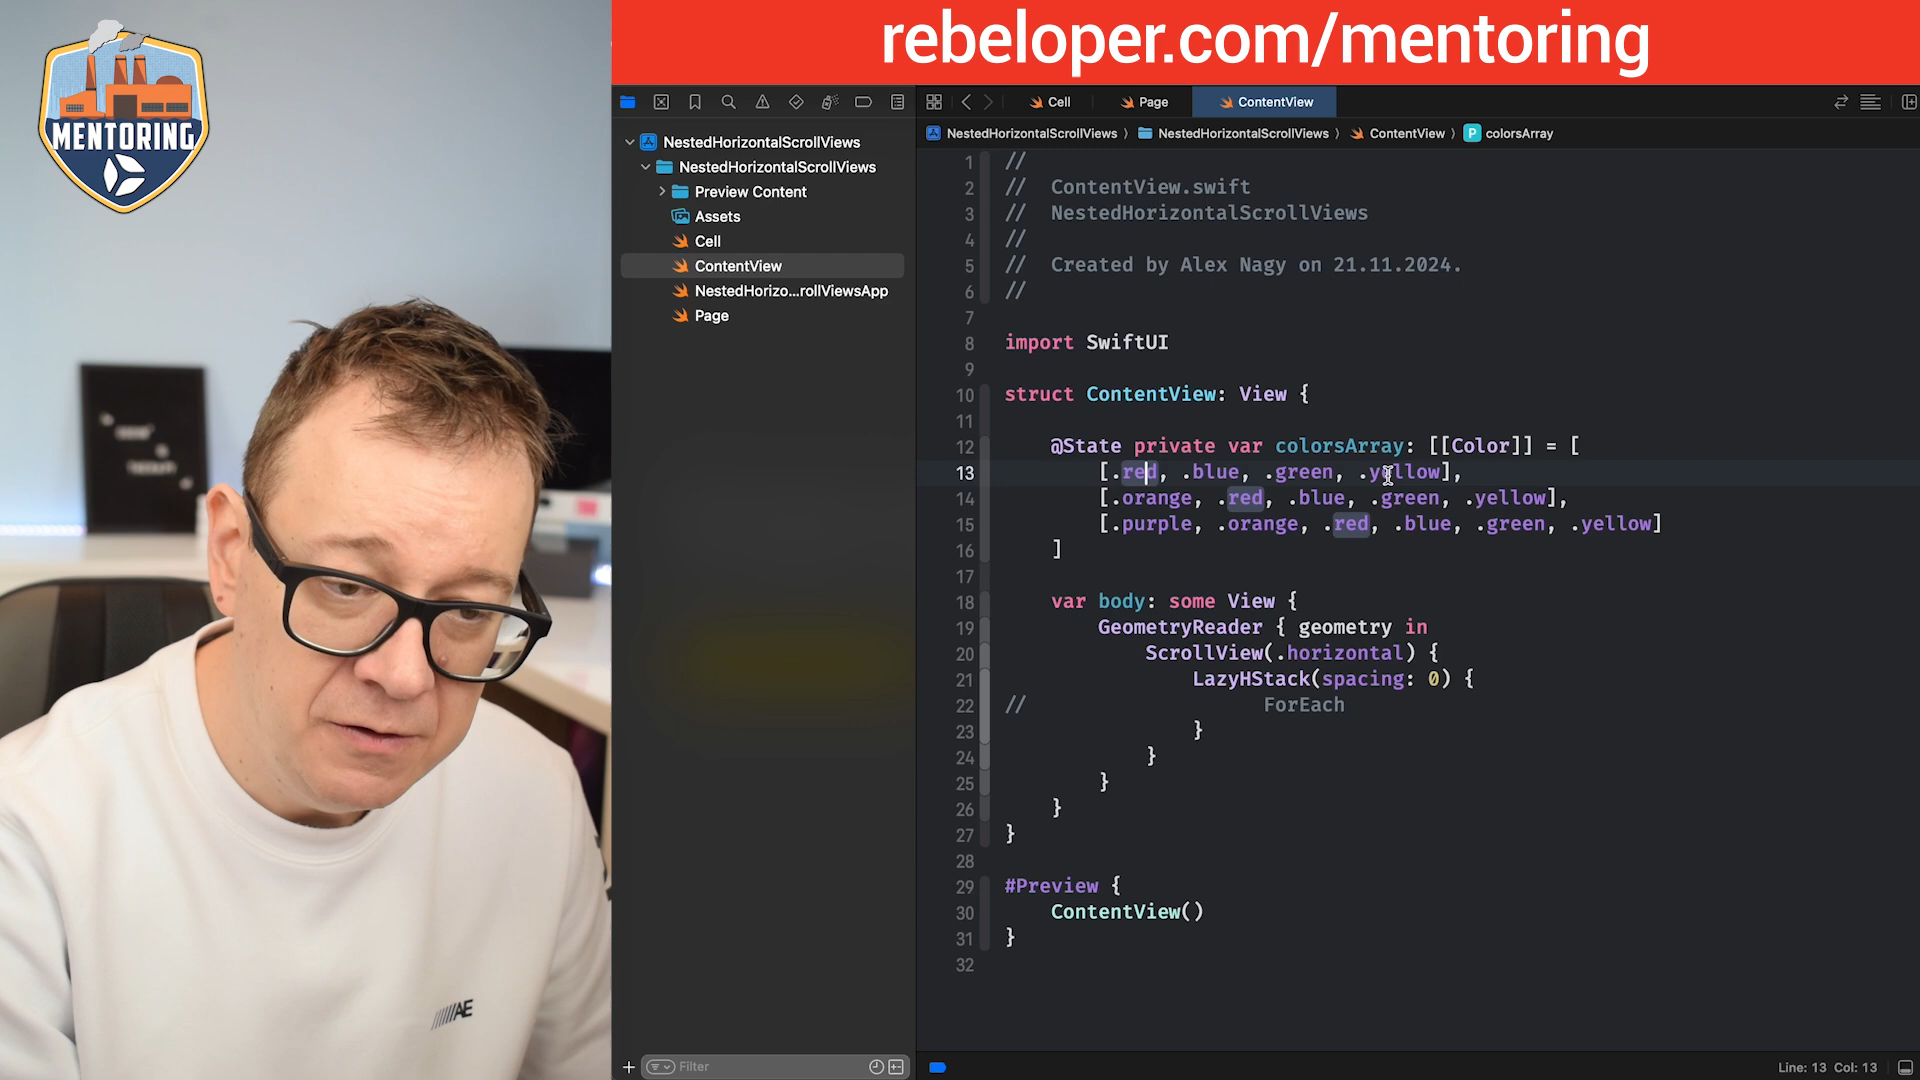 rebeloper.com/mentoring
MENTORING
Cell
Page
ContentView
NestedHorizontalScrollViews
NestedHorizontalScrollViews
Preview Content
Assets
Cell
ContentView
NestedHorizo...rollViewsApp
Page
NestedHorizontalScrollViews 〉 NestedHorizontalScrollViews 〉 ContentView 〉 P colorsArray
1 //
2 //  ContentView.swift
3 //  NestedHorizontalScrollViews
4 //
5 //  Created by Alex Nagy on 21.11.2024.
6 //
7
8 import SwiftUI
9
10 struct ContentView: View {
11
12     @State private var colorsArray: [[Color]] = [
13         [.red, .blue, .green, .yellow],
14         [.orange, .red, .blue, .green, .yellow],
15         [.purple, .orange, .red, .blue, .green, .yellow]
16     ]
17
18     var body: some View {
19         GeometryReader { geometry in
20             ScrollView(.horizontal) {
21                 LazyHStack(spacing: 0) {
22 //                    ForEach
23                 }
24             }
25         }
26     }
27 }
28
29 #Preview {
30     ContentView()
31 }
32
Filter
Line: 13  Col: 13
AE